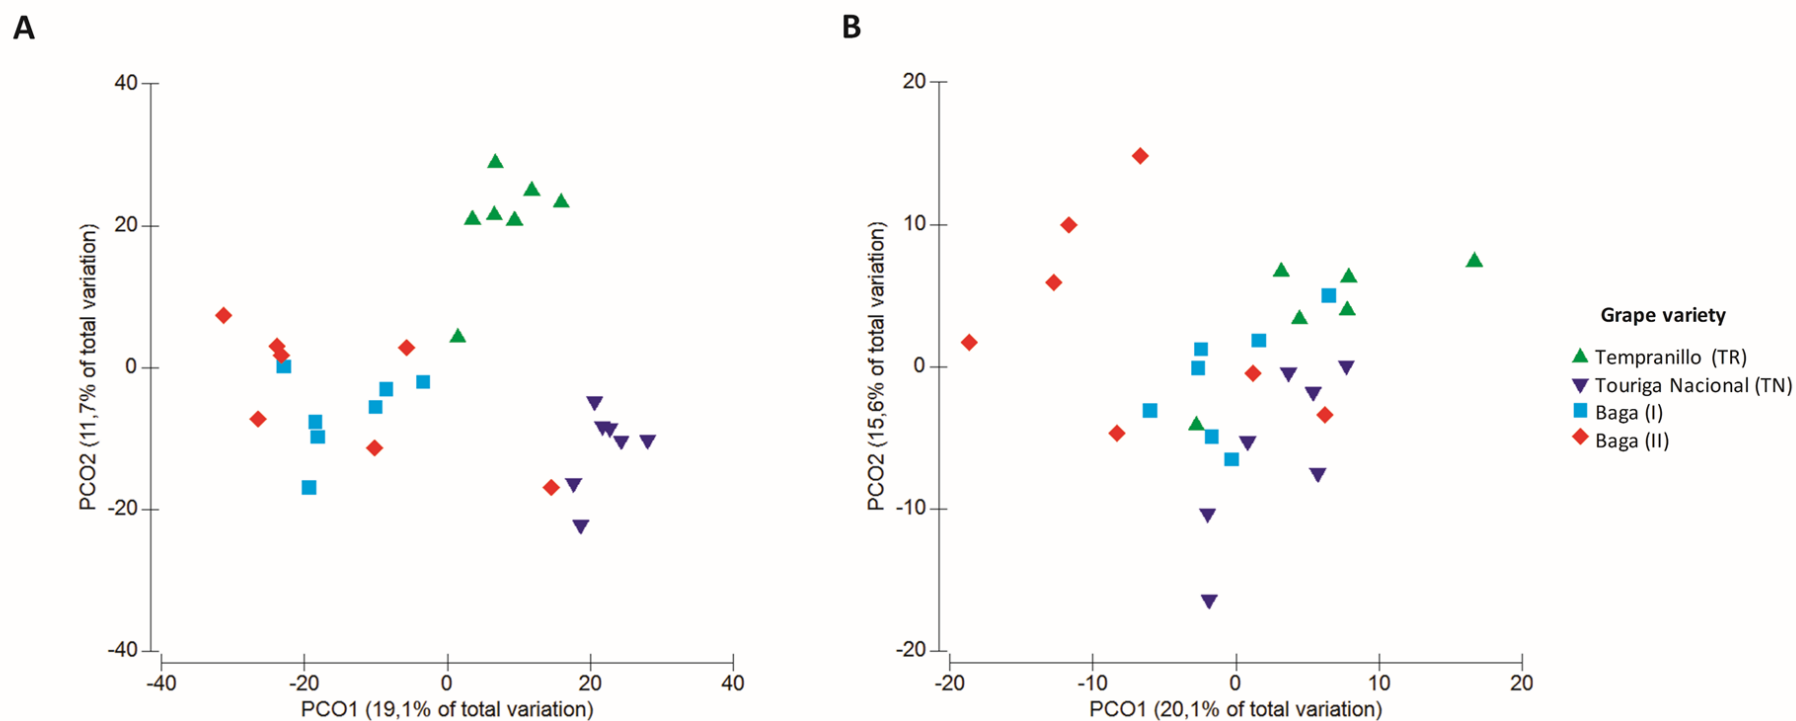 A
40
20
0
-20
-40
PCO2 (11,7% of total variation)
-40 -20 0 20 40
PCO1 (19,1% of total variation)
B
20
10
0
-10
-20
PCO2 (15,6% of total variation)
-20 -10 0 10 20
PCO1 (20,1% of total variation)
Grape variety
Tempranillo (TR)
Touriga Nacional (TN)
Baga (I)
Baga (II)